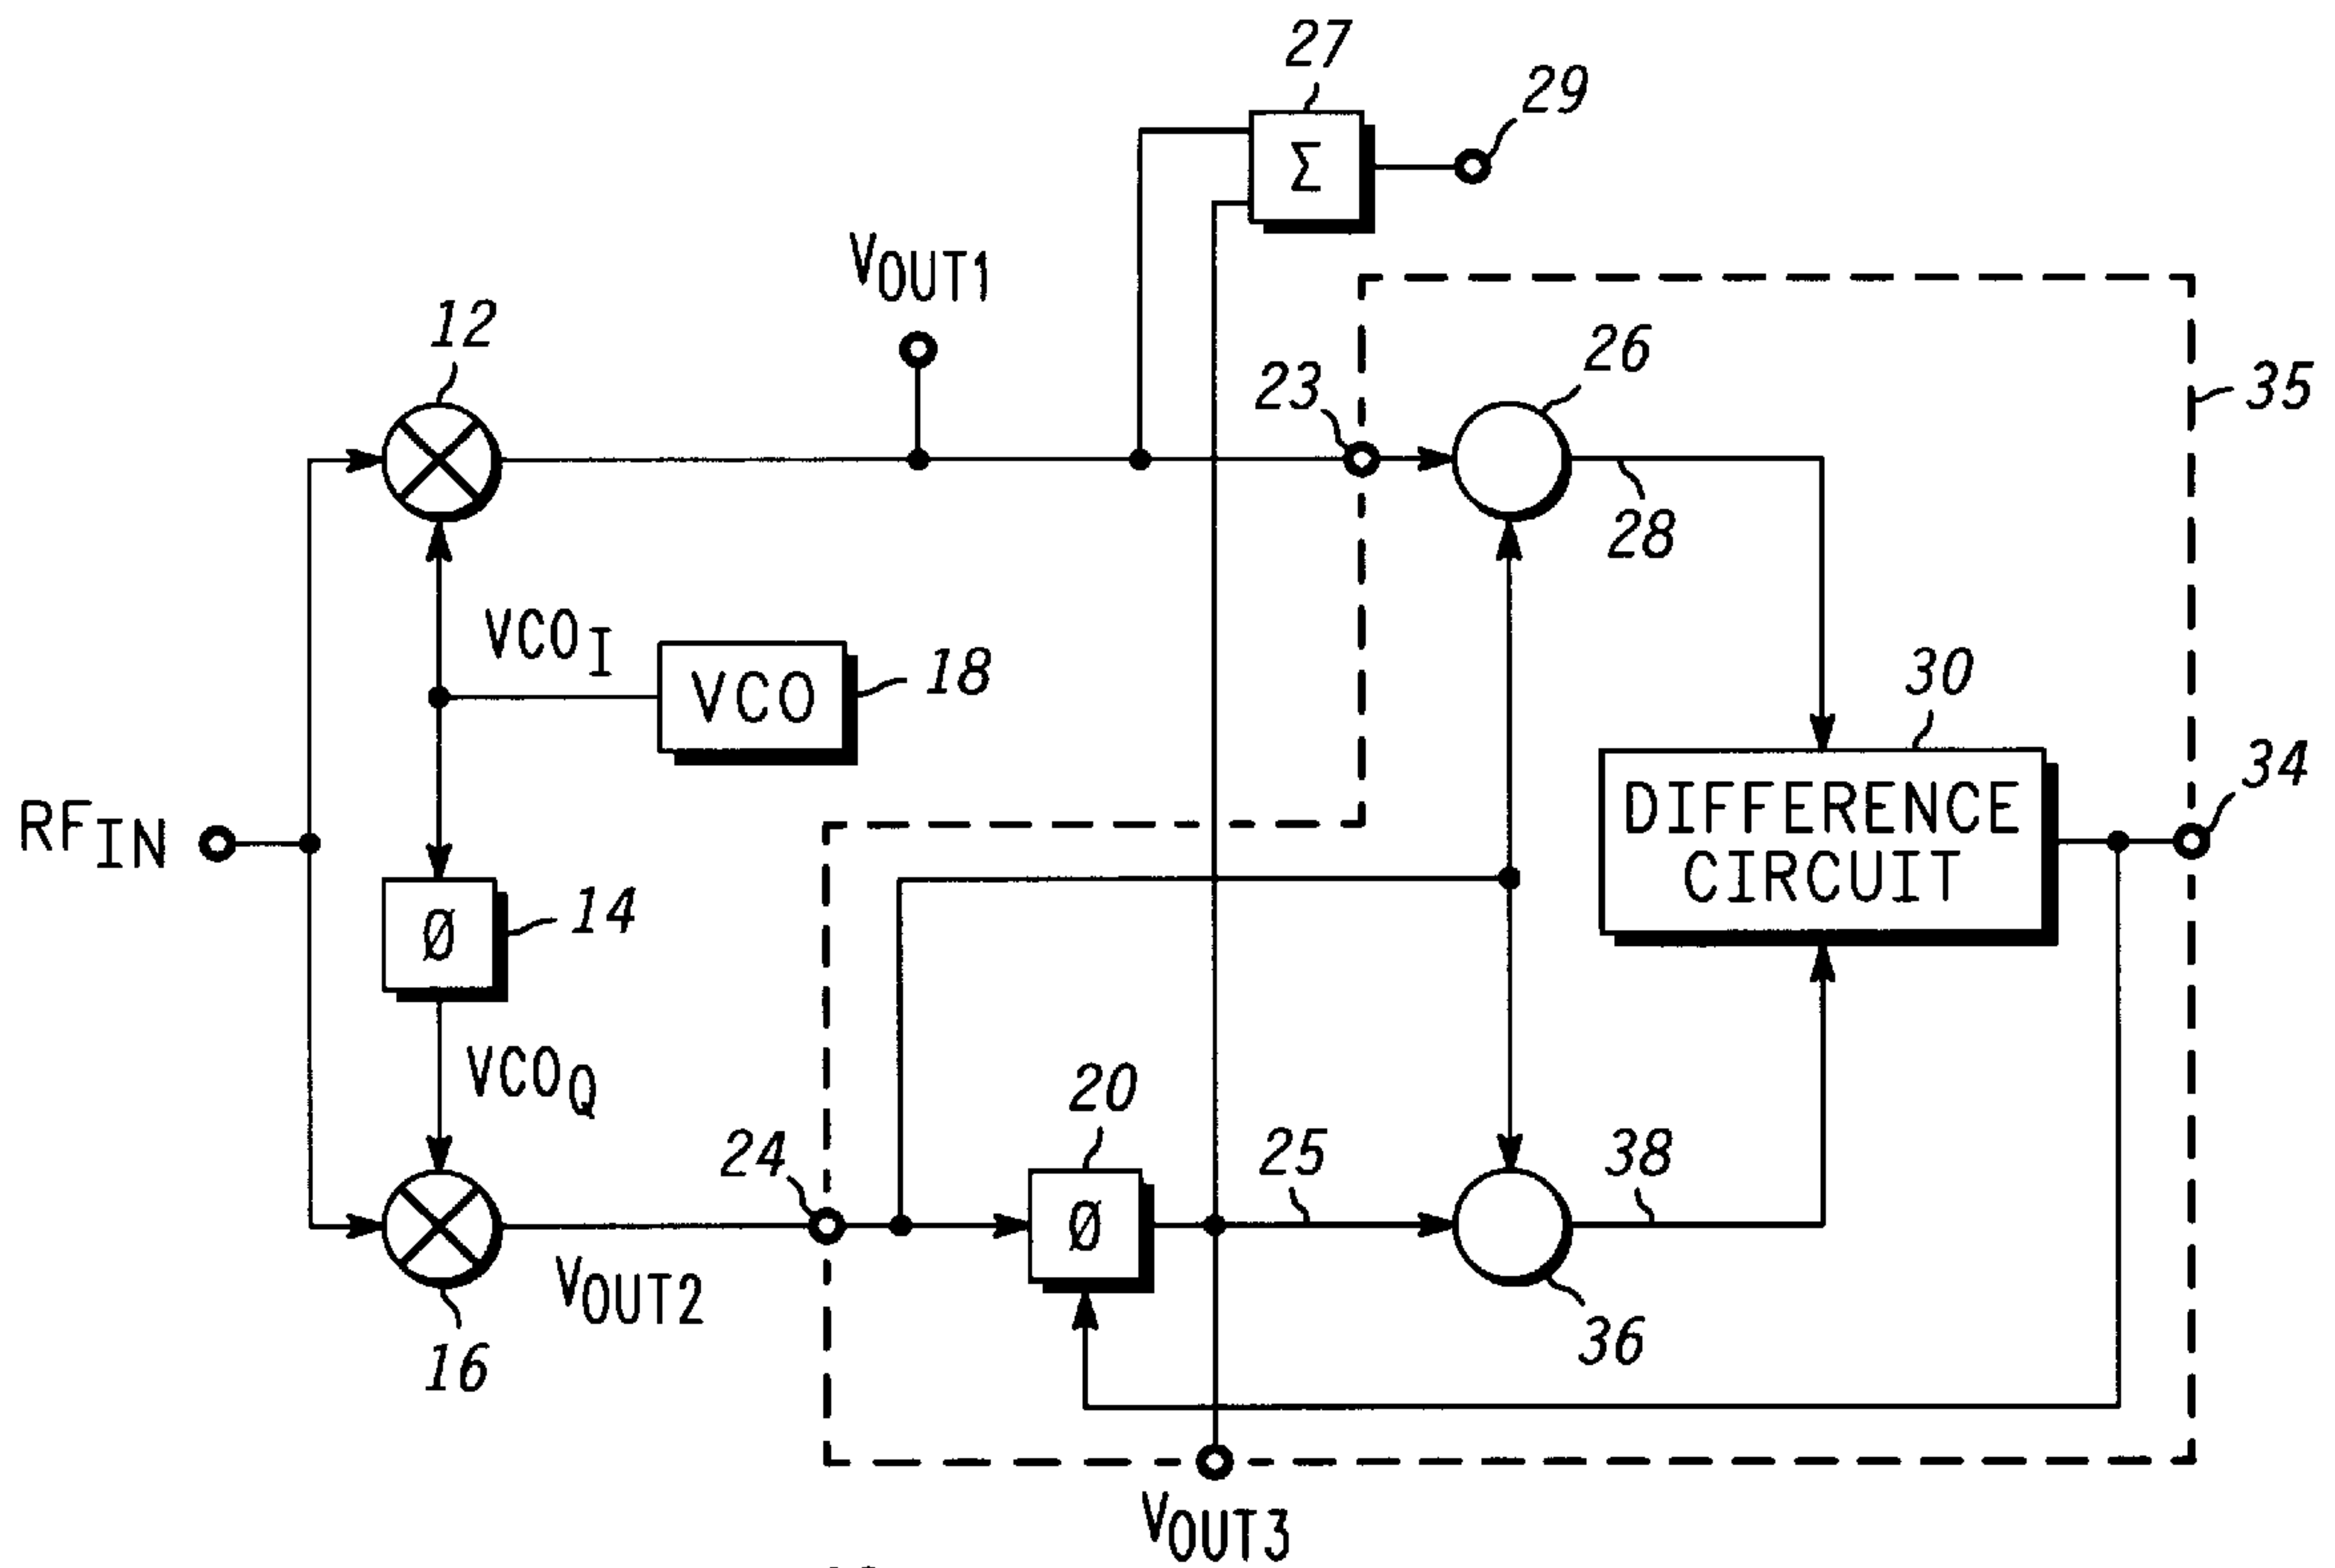 27
29
Σ
VOUT1
12
26
23
35
28
VCOI
VCO
18
30
34
DIFFERENCE
CIRCUIT
RFIN
Ø
14
VCOQ
20
24
25
38
Ø
VOUT2
16
36
VOUT3